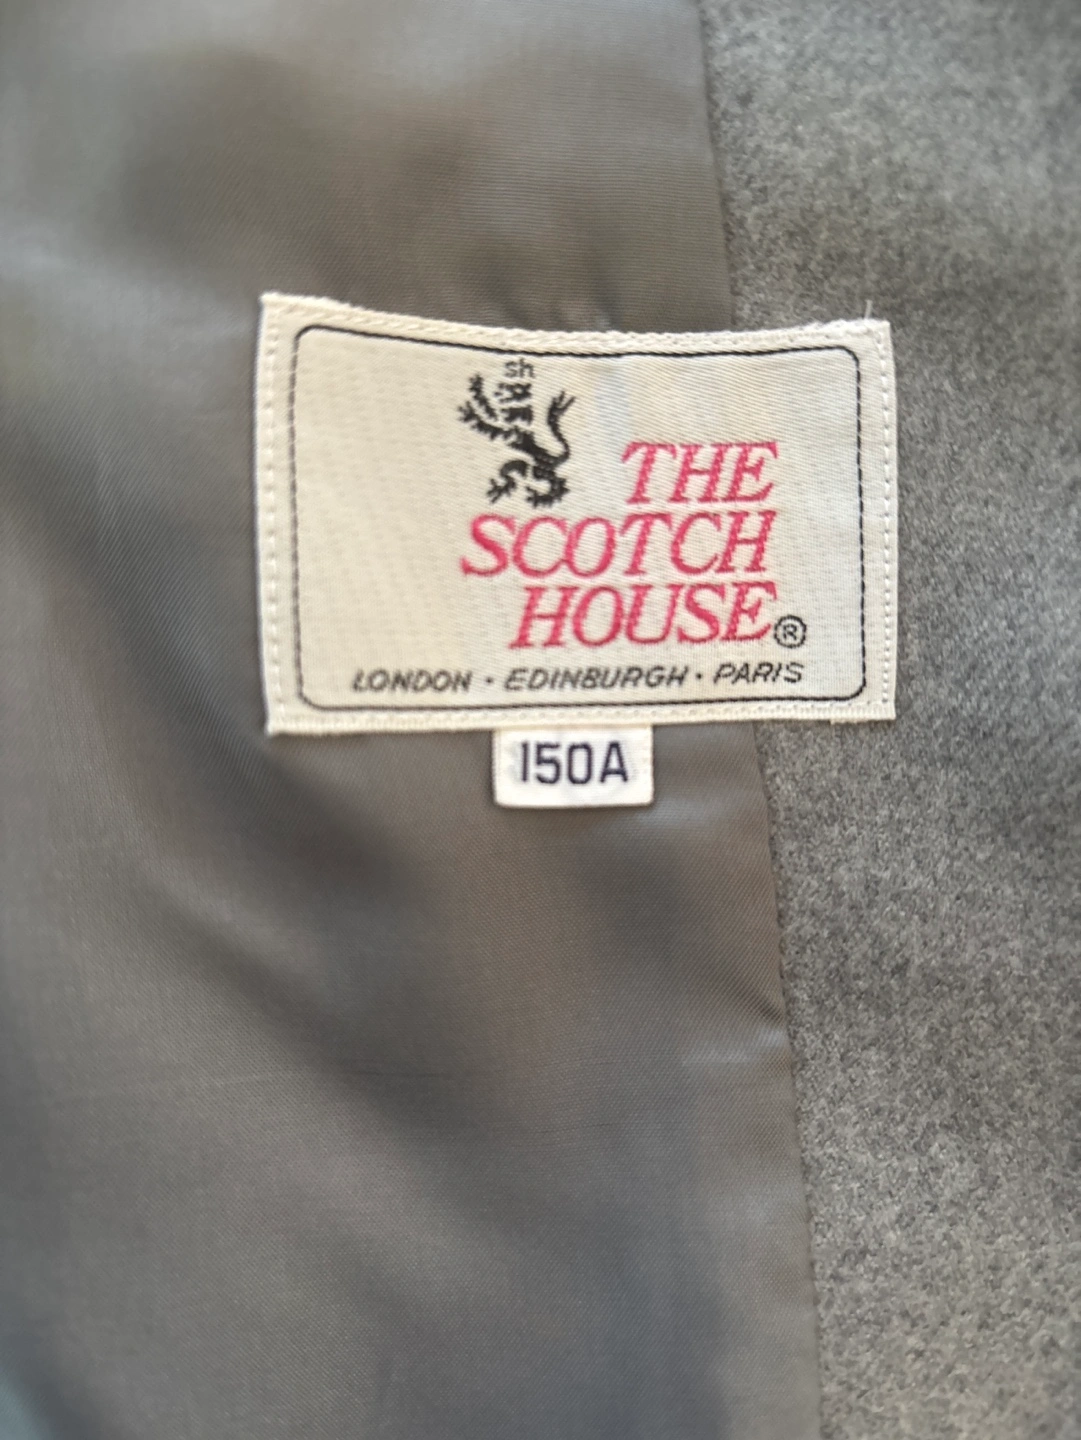 sh
THE
SCOTCH
HOUSE®
LONDON · EDINBURGH · PARIS
150A